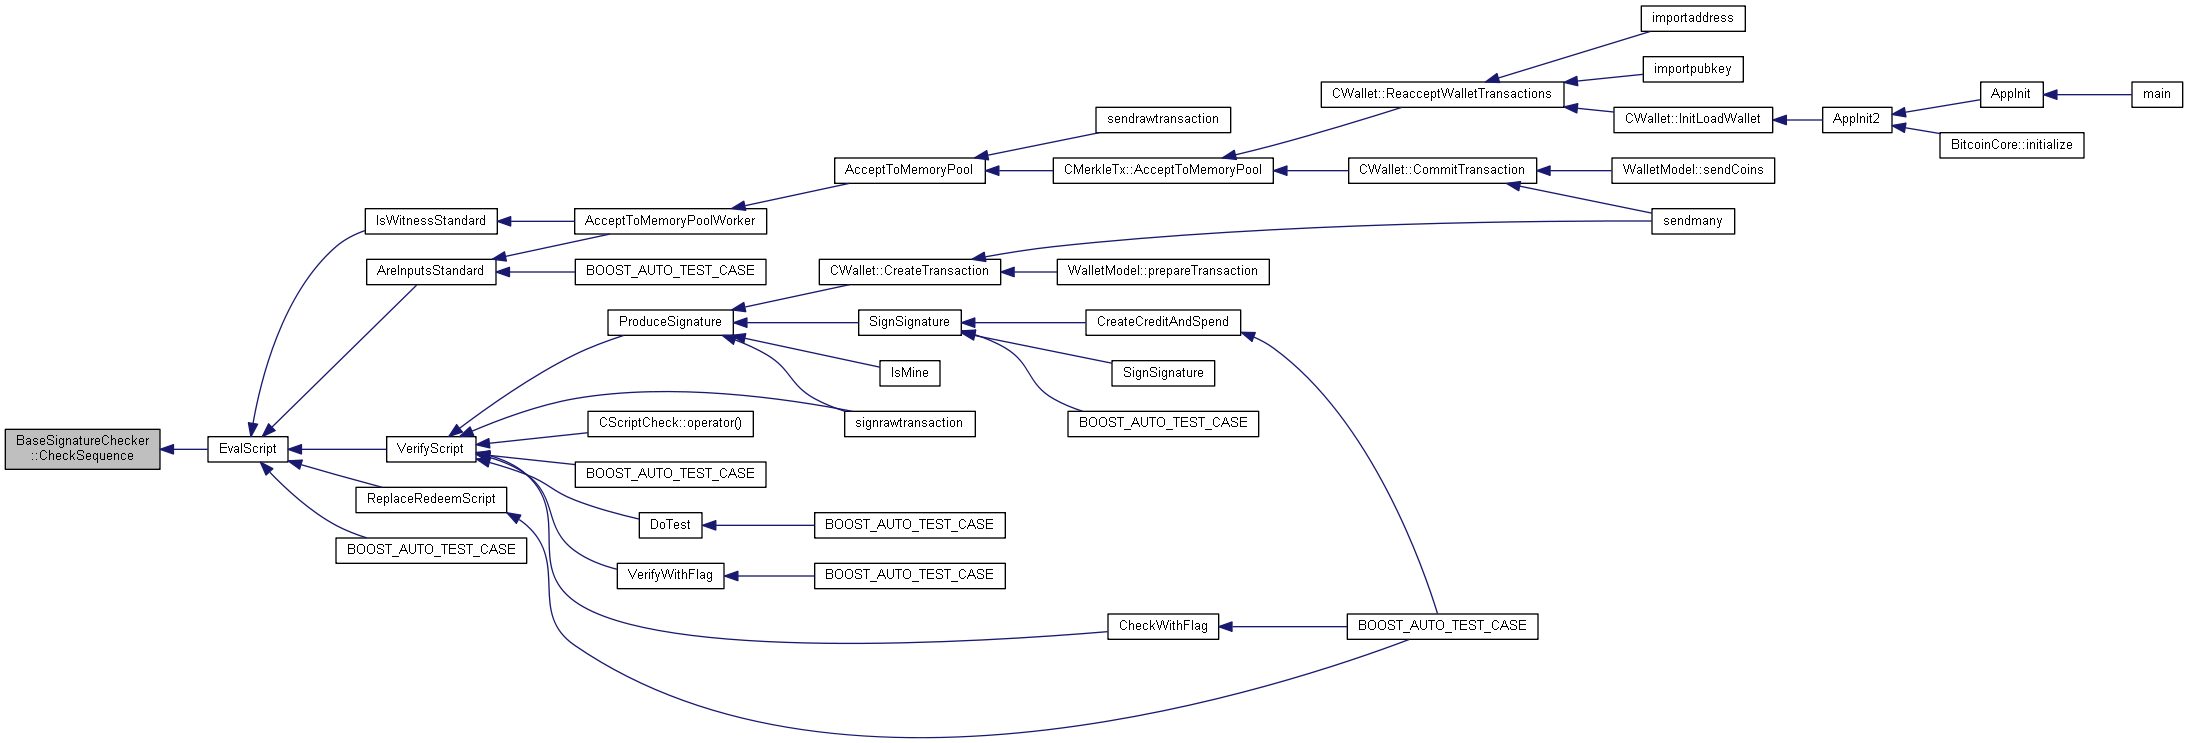 importaddress
importpubkey
CWallet::ReacceptWalletTransactions
AppInit
main
sendrawtransaction
CWallet::InitLoadWallet
AppInit2
BitcoinCore::initialize
AcceptToMemoryPool
CMerkleTx::AcceptToMemoryPool
CWallet::CommitTransaction
WalletModel::sendCoins
IsWitnessStandard
AcceptToMemoryPoolWorker
sendmany
AreInputsStandard
BOOST_AUTO_TEST_CASE
CWallet::CreateTransaction
WalletModel::prepareTransaction
ProduceSignature
SignSignature
CreateCreditAndSpend
IsMine
SignSignature
signrawtransaction
BOOST_AUTO_TEST_CASE
CScriptCheck::operator()
BaseSignatureChecker
::CheckSequence
EvalScript
VerifyScript
BOOST_AUTO_TEST_CASE
ReplaceRedeemScript
DoTest
BOOST_AUTO_TEST_CASE
BOOST_AUTO_TEST_CASE
VerifyWithFlag
BOOST_AUTO_TEST_CASE
CheckWithFlag
BOOST_AUTO_TEST_CASE